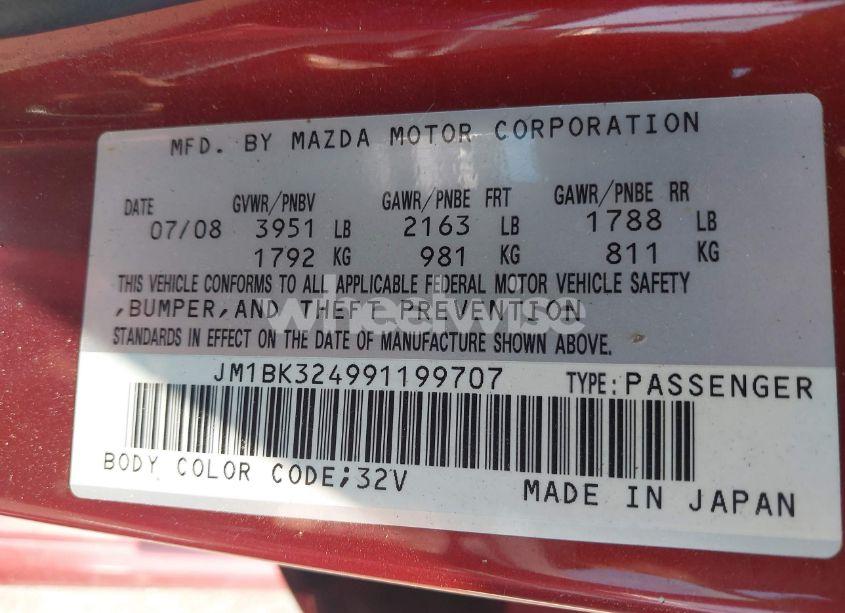 MFD. BY MAZDA MOTOR CORPORATION
DATE GVWR/PNBV GAWR/PNBE FRT GAWR/PNBE RR
07/08 3951 LB 2163 LB 1788 LB
1792 KG 981 KG 811 KG
THIS VEHICLE CONFORMS TO ALL APPLICABLE FEDERAL MOTOR VEHICLE SAFETY
,BUMPER,AND THEFT PREVENTION
wheelwise
STANDARDS IN EFFECT ON THE DATE OF MANUFACTURE SHOWN ABOVE.
JM1BK324991199707 TYPE:PASSENGER
BODY COLOR CODE;32V
MADE IN JAPAN